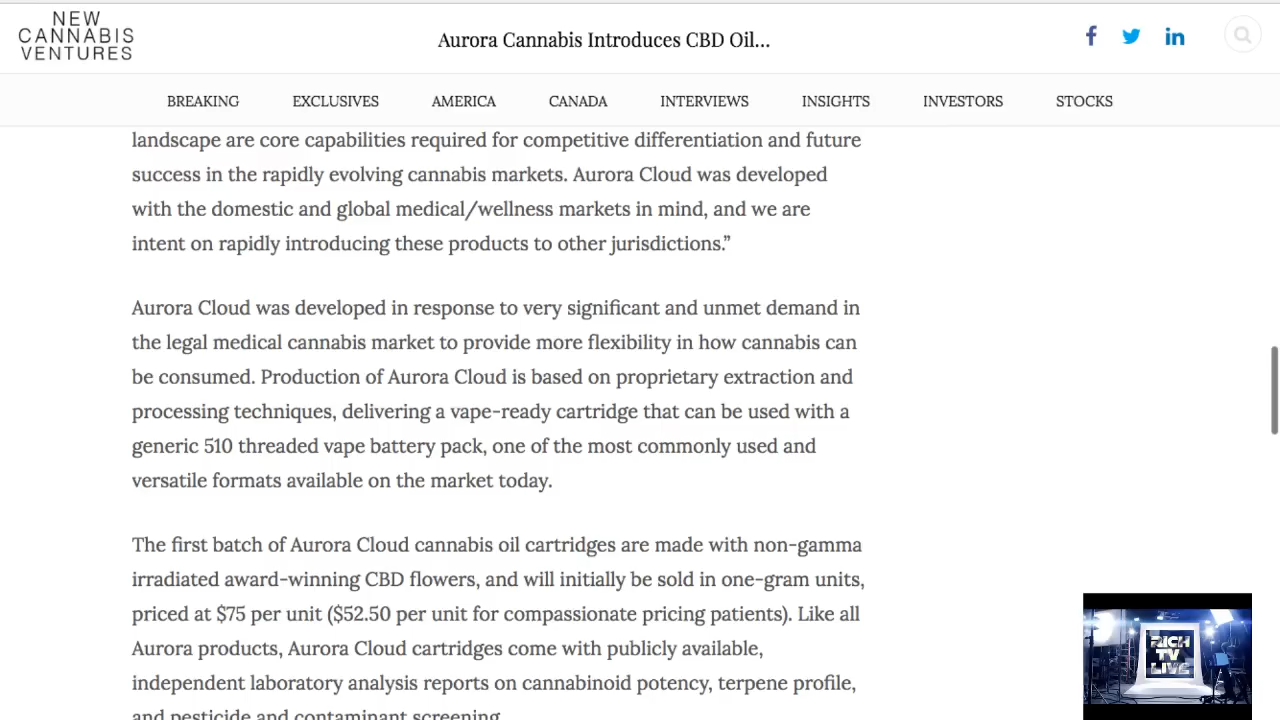 NEW
CANNABIS
VENTURES
Aurora Cannabis Introduces CBD Oil...
BREAKING EXCLUSIVES AMERICA CANADA INTERVIEWS INSIGHTS INVESTORS STOCKS
landscape are core capabilities required for competitive differentiation and future
success in the rapidly evolving cannabis markets. Aurora Cloud was developed
with the domestic and global medical/wellness markets in mind, and we are
intent on rapidly introducing these products to other jurisdictions.”
Aurora Cloud was developed in response to very significant and unmet demand in
the legal medical cannabis market to provide more flexibility in how cannabis can
be consumed. Production of Aurora Cloud is based on proprietary extraction and
processing techniques, delivering a vape-ready cartridge that can be used with a
generic 510 threaded vape battery pack, one of the most commonly used and
versatile formats available on the market today.
The first batch of Aurora Cloud cannabis oil cartridges are made with non-gamma
irradiated award-winning CBD flowers, and will initially be sold in one-gram units,
priced at $75 per unit ($52.50 per unit for compassionate pricing patients). Like all
Aurora products, Aurora Cloud cartridges come with publicly available,
independent laboratory analysis reports on cannabinoid potency, terpene profile,
and pesticide and contaminant screening.
RICH
TV
LIVE